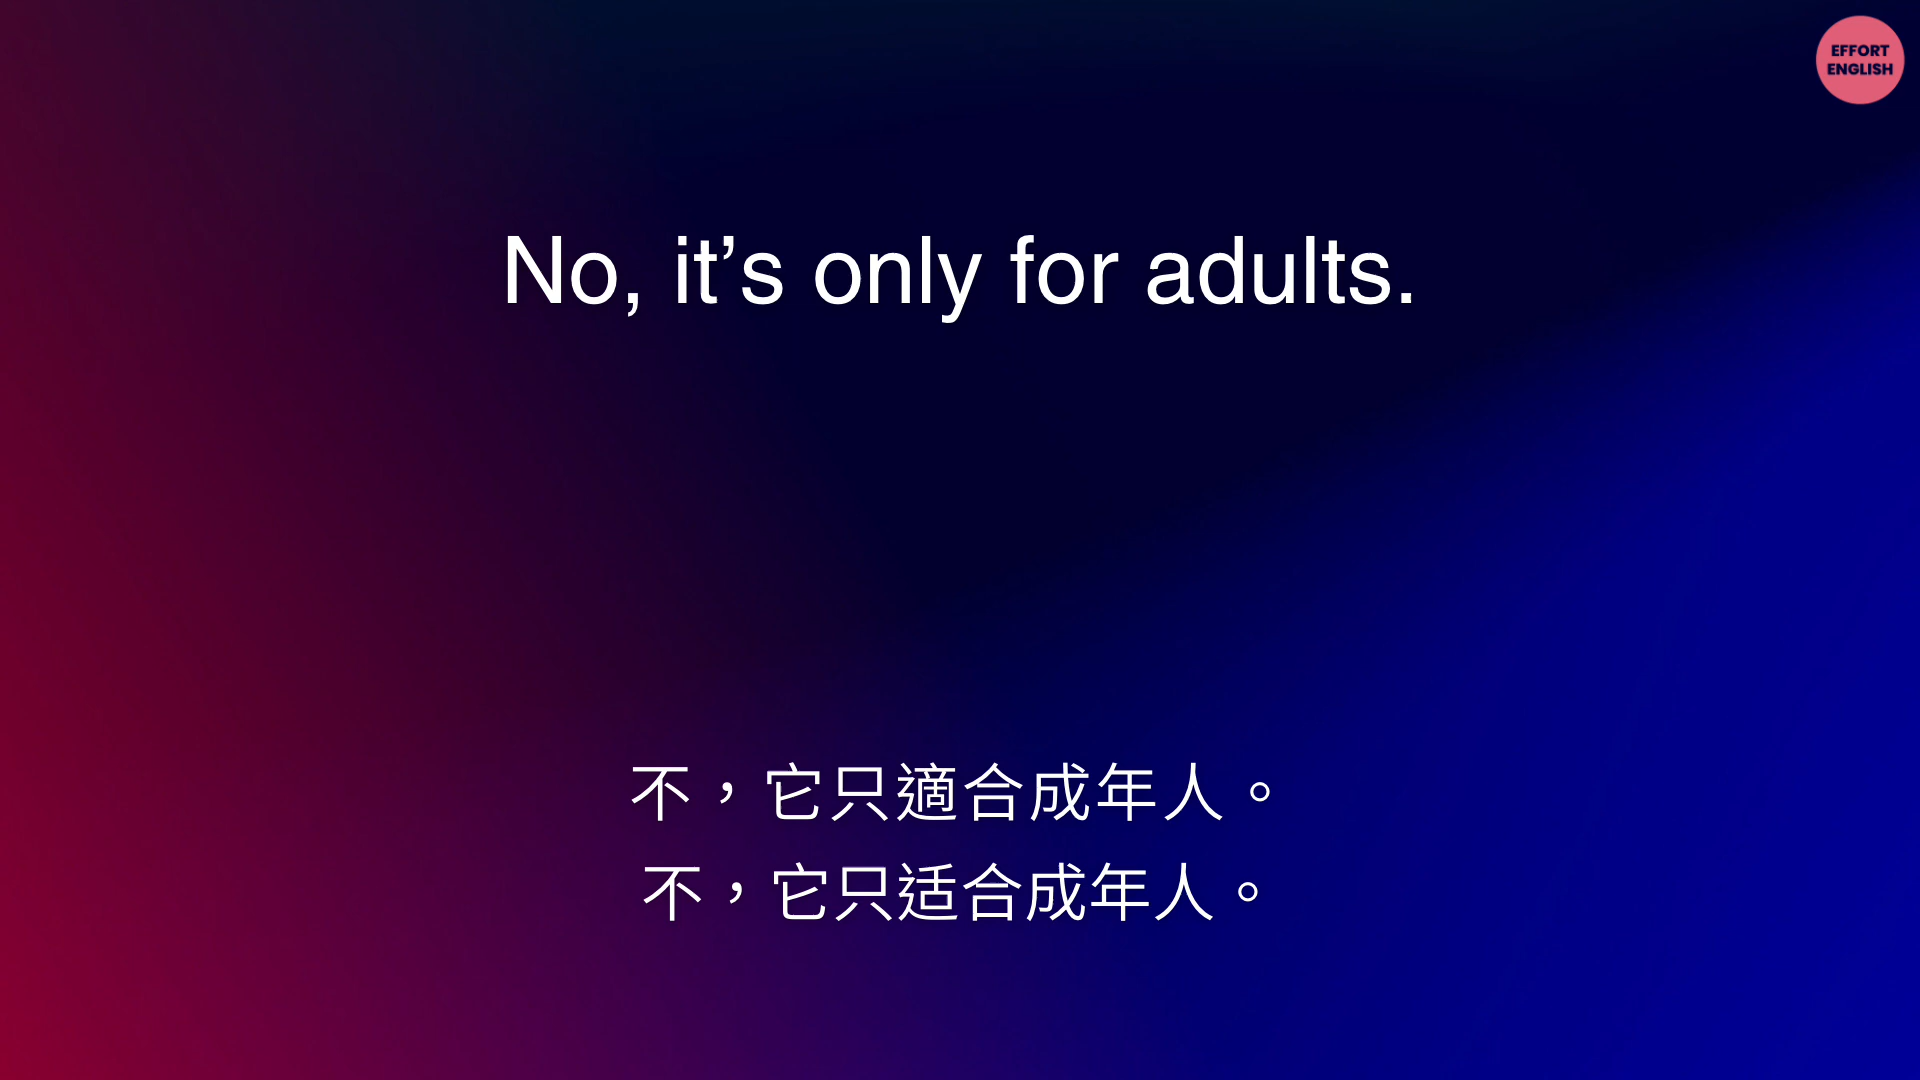 EFFORT
ENGLISH
No, it’s only for adults.
不，它只適合成年人。
不，它只适合成年人。